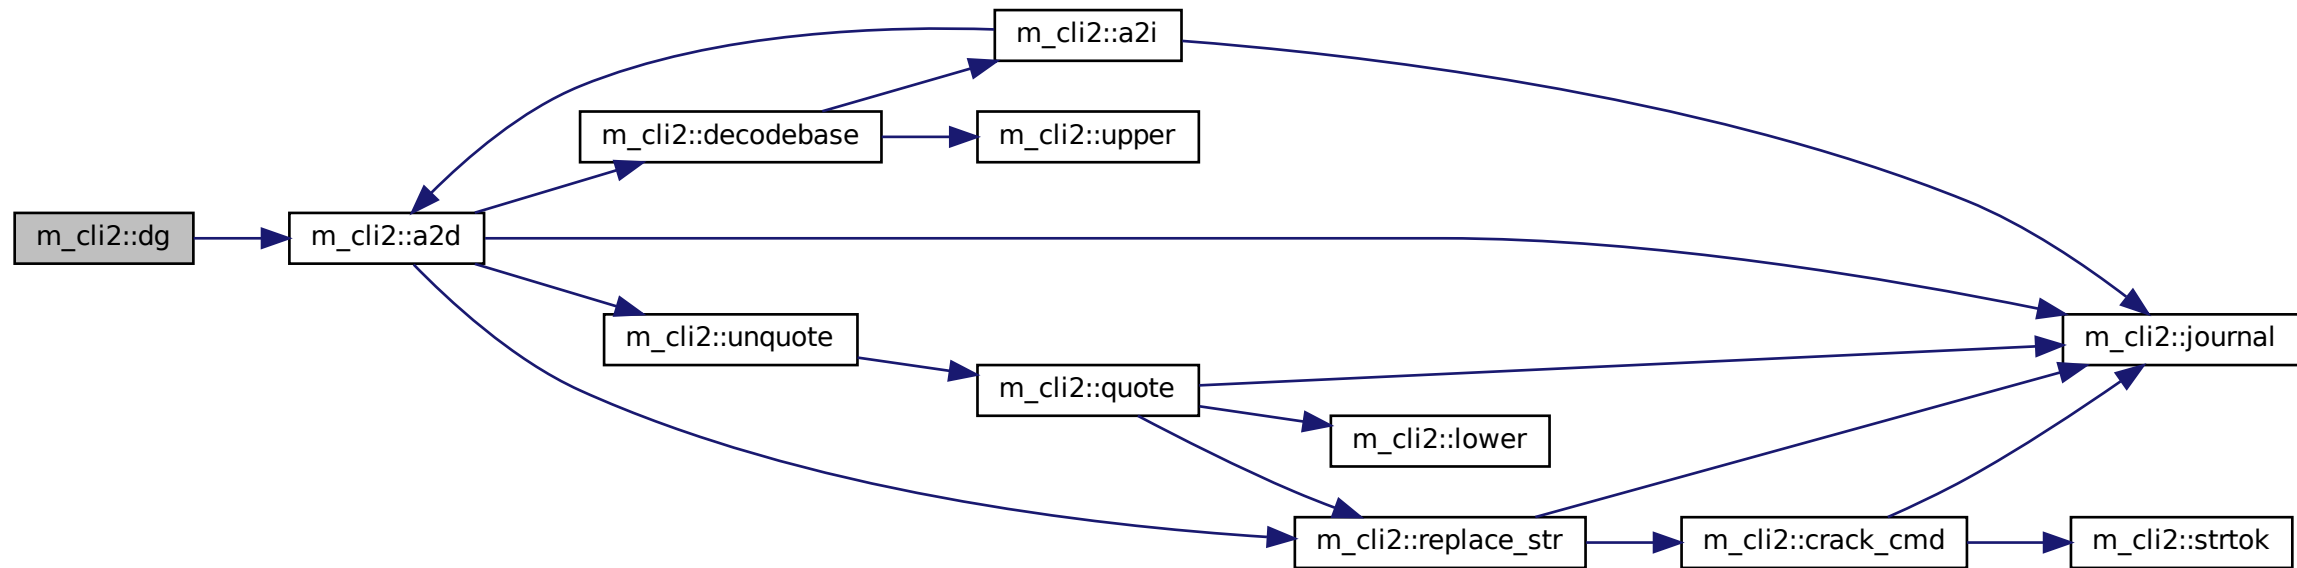 m_cli2::a2i
m_cli2::decodebase
m_cli2::upper
m_cli2::dg
m_cli2::a2d
m_cli2::unquote
m_cli2::journal
m_cli2::quote
m_cli2::lower
m_cli2::replace_str
m_cli2::crack_cmd
m_cli2::strtok